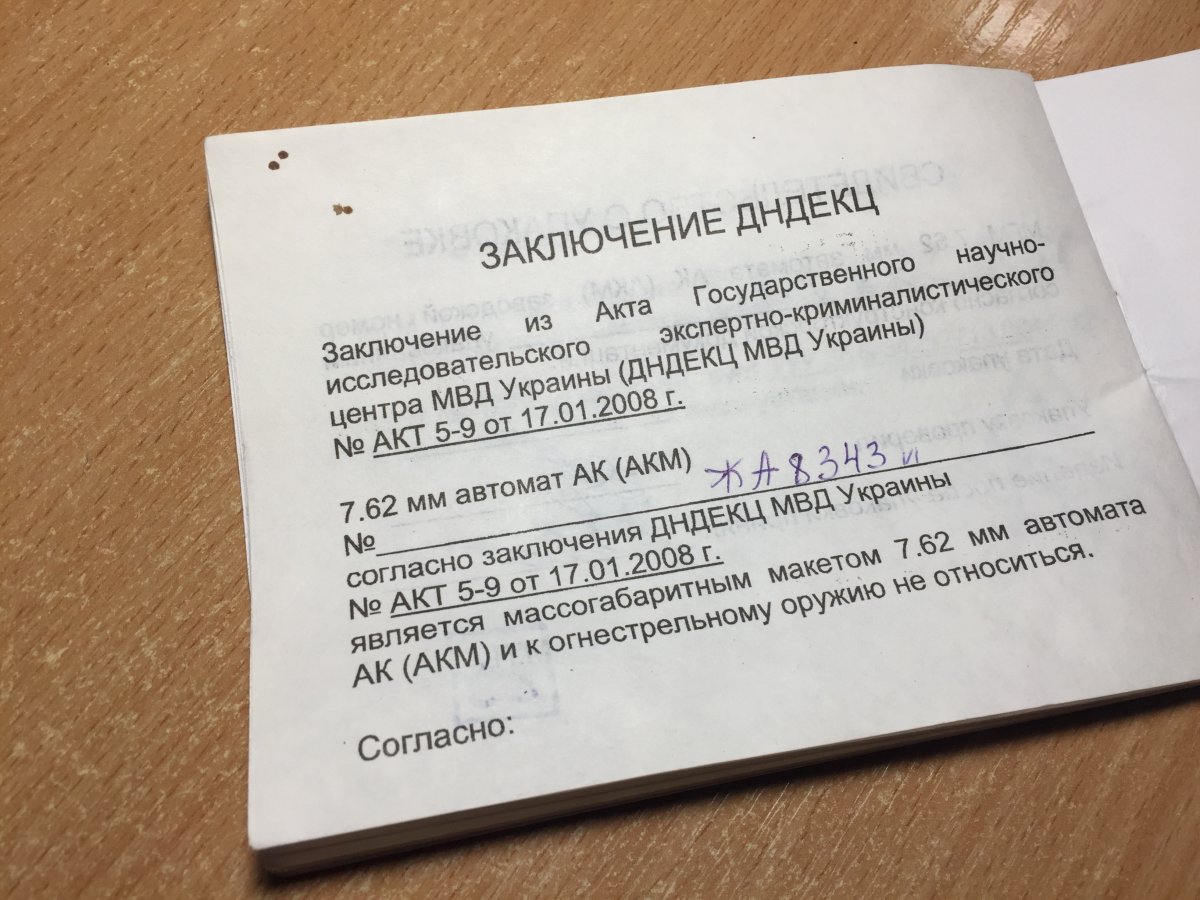 ЗАКЛЮЧЕНИЕ ДНДЕКЦ
Заключение из Акта Государственного научно-
исследовательского экспертно-криминалистического
центра МВД Украины (ДНДЕКЦ МВД Украины)
№ АКТ 5-9 от 17.01.2008 г.
7.62 мм автомат АК (АКМ)
№ ЖА8343и
согласно заключения ДНДЕКЦ МВД Украины
№ АКТ 5-9 от 17.01.2008 г.
является массогабаритным макетом 7.62 мм автомата
АК (АКМ) и к огнестрельному оружию не относиться.
Согласно: